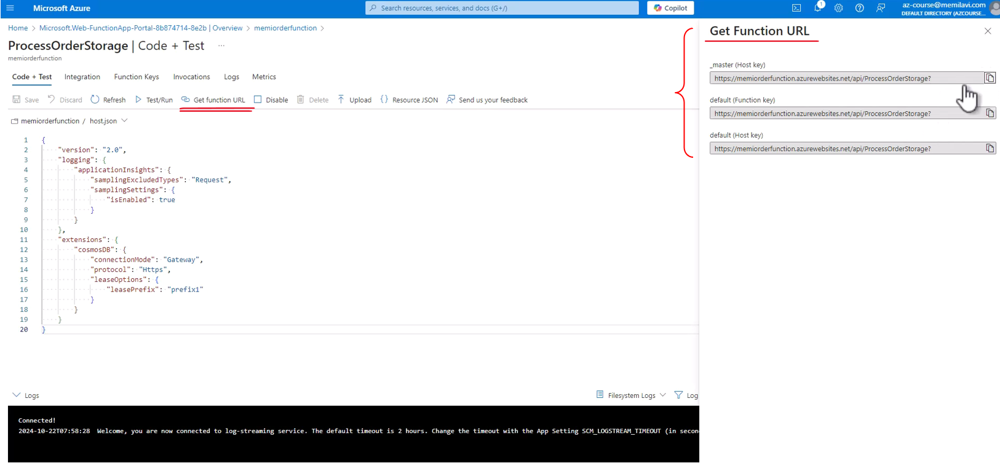 Microsoft Azure
Search resources, services, and docs (G+/)
Copilot
1
az-course@memilavi.com
DEFAULT DIRECTORY (AZCOURSE...
Home > Microsoft.Web-FunctionApp-Portal-8b874714-8e2b | Overview > memiorderfunction >
ProcessOrderStorage | Code + Test ...
memiorderfunction
Code + Test Integration Function Keys Invocations Logs Metrics
Save Discard Refresh Test/Run Get function URL Disable Delete Upload Resource JSON Send us your feedback
memiorderfunction / host.json
1 {
2 "version": "2.0",
3 "logging": {
4 "applicationInsights": {
5 "samplingExcludedTypes": "Request",
6 "samplingSettings": {
7 "isEnabled": true
8 }
9 }
10 },
11 "extensions": {
12 "cosmosDB": {
13 "connectionMode": "Gateway",
14 "protocol": "Https",
15 "leaseOptions": {
16 "leasePrefix": "prefix1"
17 }
18 }
19 }
20 }
Logs
Filesystem Logs
Log
Connected!
2024-10-22T07:58:28 Welcome, you are now connected to log-streaming service. The default timeout is 2 hours. Change the timeout with the App Setting SCM_LOGSTREAM_TIMEOUT (in secon
Get Function URL
_master (Host key)
https://memiorderfunction.azurewebsites.net/api/ProcessOrderStorage?
default (Function key)
https://memiorderfunction.azurewebsites.net/api/ProcessOrderStorage?
default (Host key)
https://memiorderfunction.azurewebsites.net/api/ProcessOrderStorage?